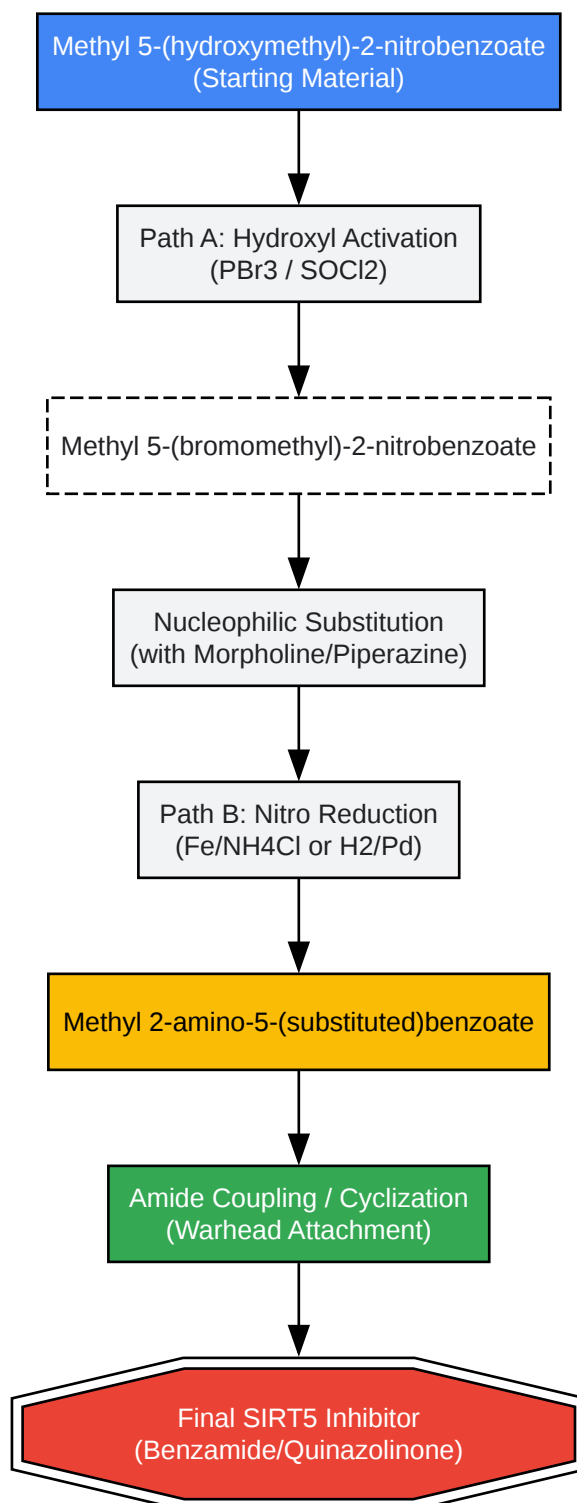 Methyl 5-(hydroxymethyl)-2-nitrobenzoate
(Starting Material)
Path A: Hydroxyl Activation
(PBr3 / SOCl2)
Methyl 5-(bromomethyl)-2-nitrobenzoate
Nucleophilic Substitution
(with Morpholine/Piperazine)
Path B: Nitro Reduction
(Fe/NH4Cl or H2/Pd)
Methyl 2-amino-5-(substituted)benzoate
Amide Coupling / Cyclization
(Warhead Attachment)
Final SIRT5 Inhibitor
(Benzamide/Quinazolinone)